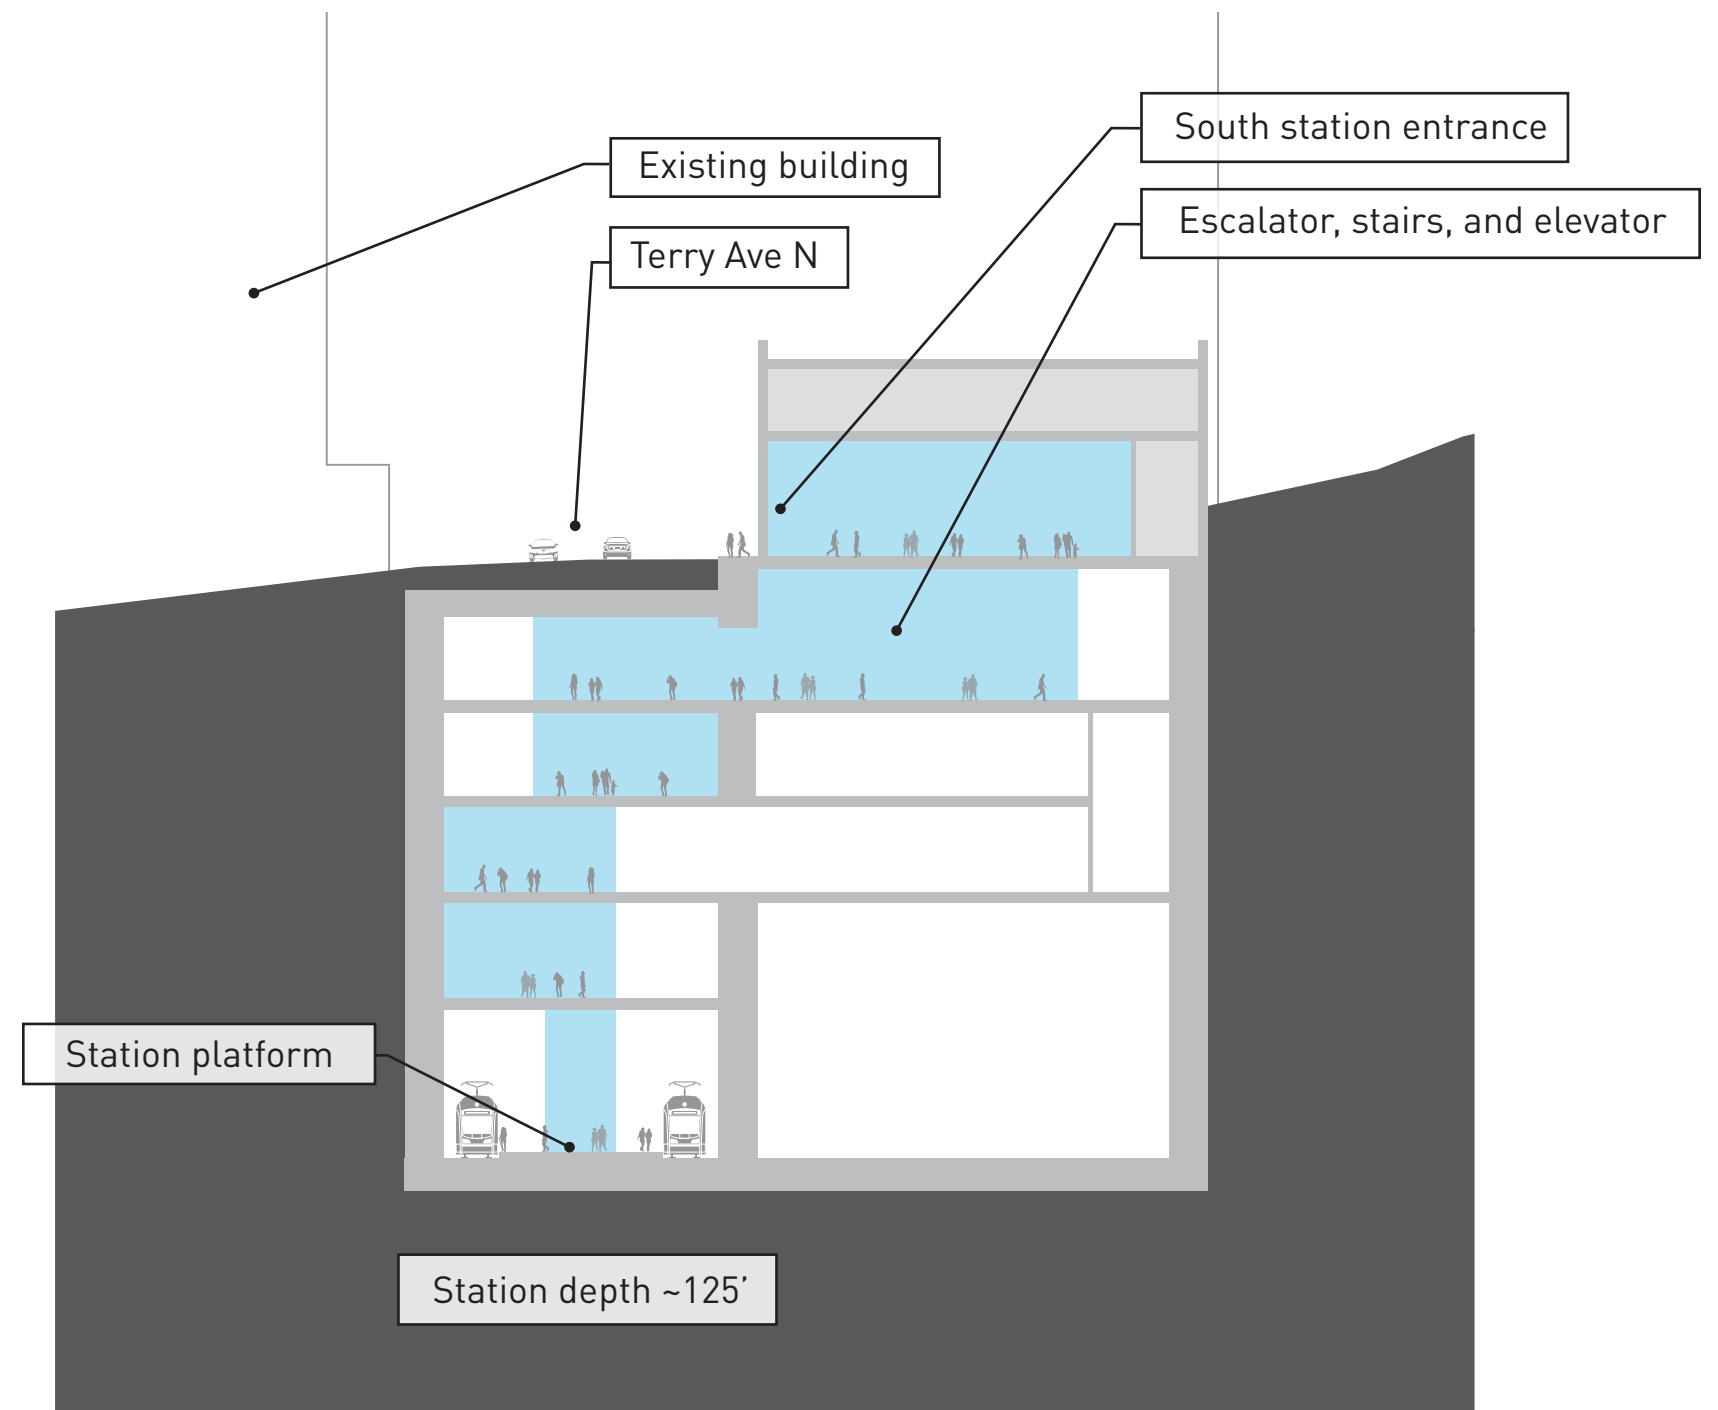 South station entrance
Existing building
Escalator, stairs, and elevator
Terry Ave N
Station platform
Station depth ~125’